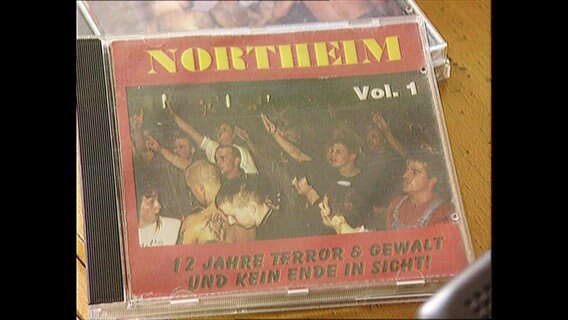 NORTHEIM
Vol. 1
12 JAHRE TERROR & GEWALT
UND KEIN ENDE IN SICHT!